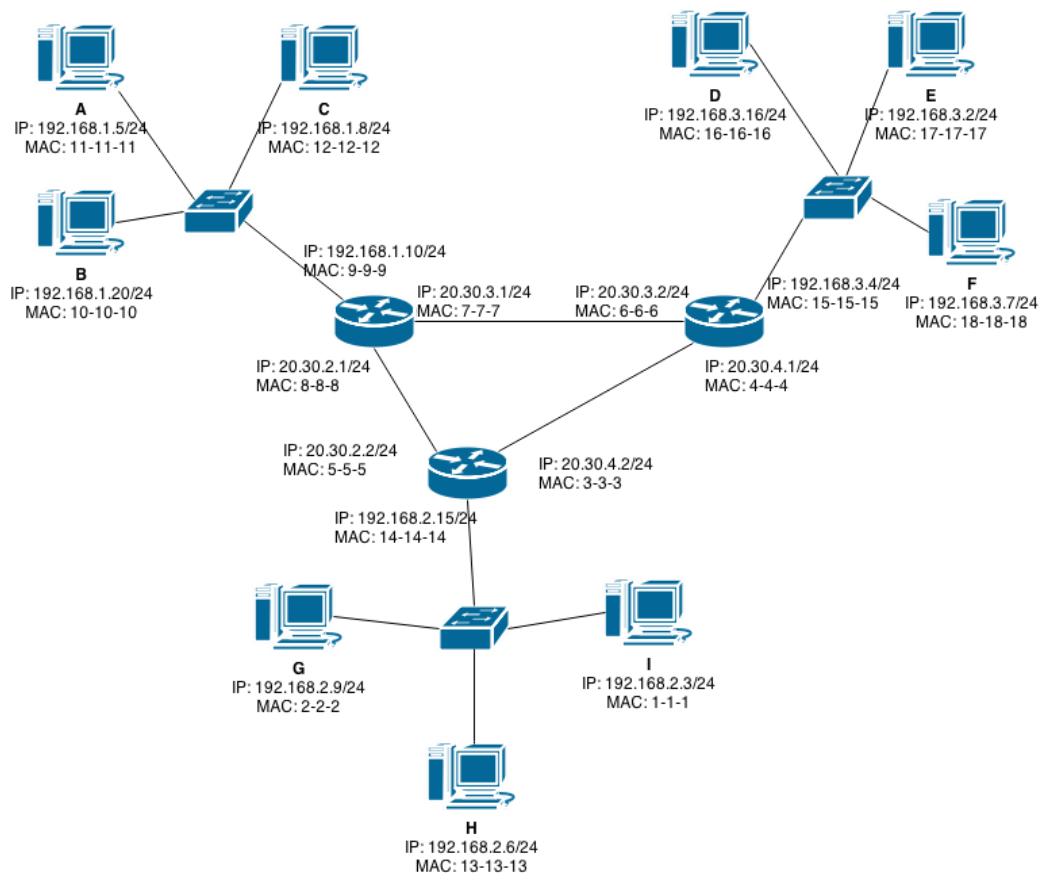 A
IP: 192.168.1.5/24
MAC: 11-11-11
C
IP: 192.168.1.8/24
MAC: 12-12-12
D
IP: 192.168.3.16/24
MAC: 16-16-16
E
IP: 192.168.3.2/24
MAC: 17-17-17
B
IP: 192.168.1.20/24
MAC: 10-10-10
IP: 192.168.1.10/24
MAC: 9-9-9
IP: 20.30.3.1/24
MAC: 7-7-7
IP: 20.30.3.2/24
MAC: 6-6-6
IP: 192.168.3.4/24
MAC: 15-15-15
F
IP: 192.168.3.7/24
MAC: 18-18-18
IP: 20.30.2.1/24
MAC: 8-8-8
IP: 20.30.4.1/24
MAC: 4-4-4
IP: 20.30.2.2/24
MAC: 5-5-5
IP: 20.30.4.2/24
MAC: 3-3-3
IP: 192.168.2.15/24
MAC: 14-14-14
G
IP: 192.168.2.9/24
MAC: 2-2-2
I
IP: 192.168.2.3/24
MAC: 1-1-1
H
IP: 192.168.2.6/24
MAC: 13-13-13